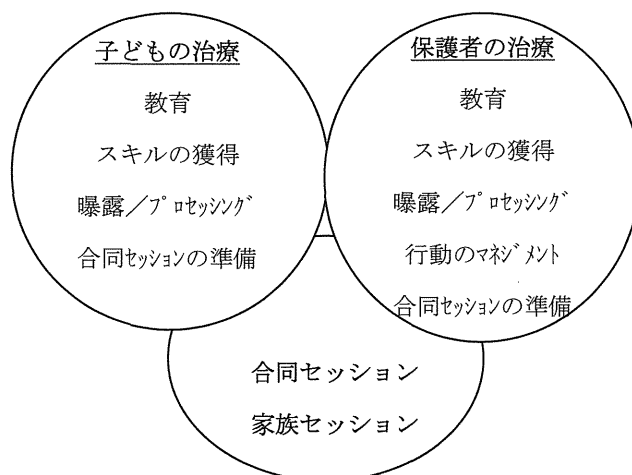 子どもの治療
教育
スキルの獲得
曝露／ﾌﾟﾛｾｯｼﾝｸﾞ
合同ｾｯｼｮﾝの準備
保護者の治療
教育
スキルの獲得
曝露／ﾌﾟﾛｾｯｼﾝｸﾞ
行動のﾏﾈｼﾞﾒﾝﾄ
合同ｾｯｼｮﾝの準備
合同セッション
家族セッション